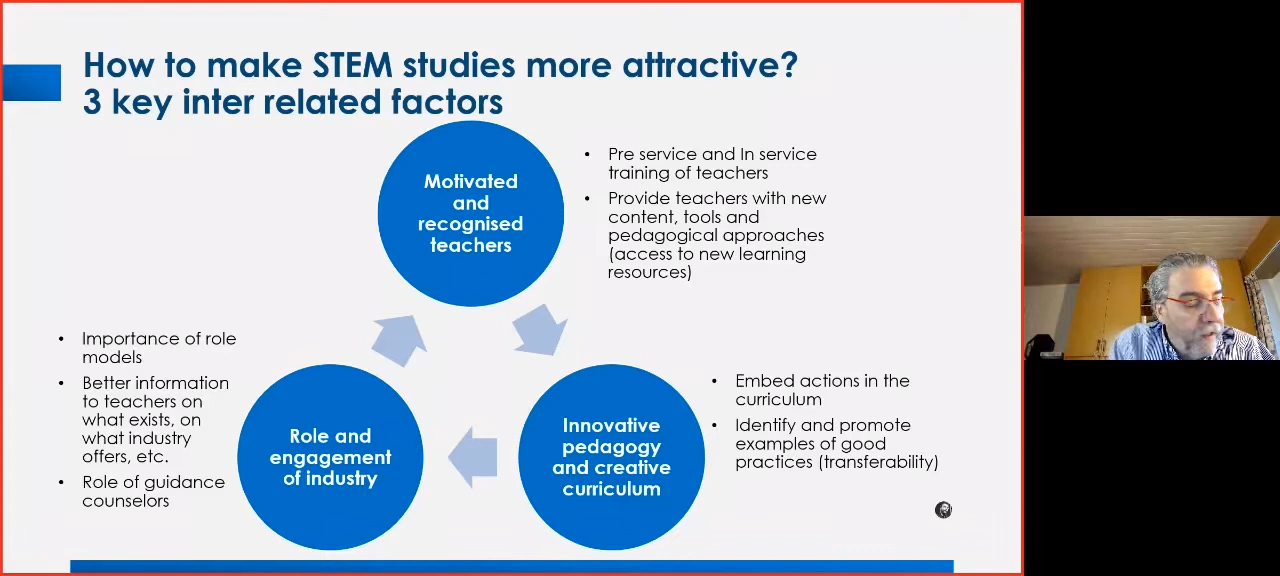 How to make STEM studies more attractive?
3 key inter related factors
Motivated
and
recognised
teachers
• Pre service and In service
training of teachers
• Provide teachers with new
content, tools and
pedagogical approaches
(access to new learning
resources)
• Importance of role
models
• Better information
to teachers on
what exists, on
what industry
offers, etc.
• Role of guidance
counselors
Role and
engagement
of industry
Innovative
pedagogy
and creative
curriculum
• Embed actions in the
curriculum
• Identify and promote
examples of good
practices (transferability)